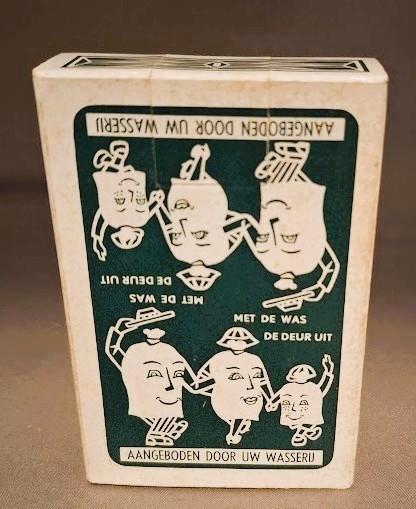 AANGEBODEN DOOR UW WASSERIJ
MET DE WAS
DE DEUR UIT
MET DE WAS
DE DEUR UIT
AANGEBODEN DOOR UW WASSERIJ